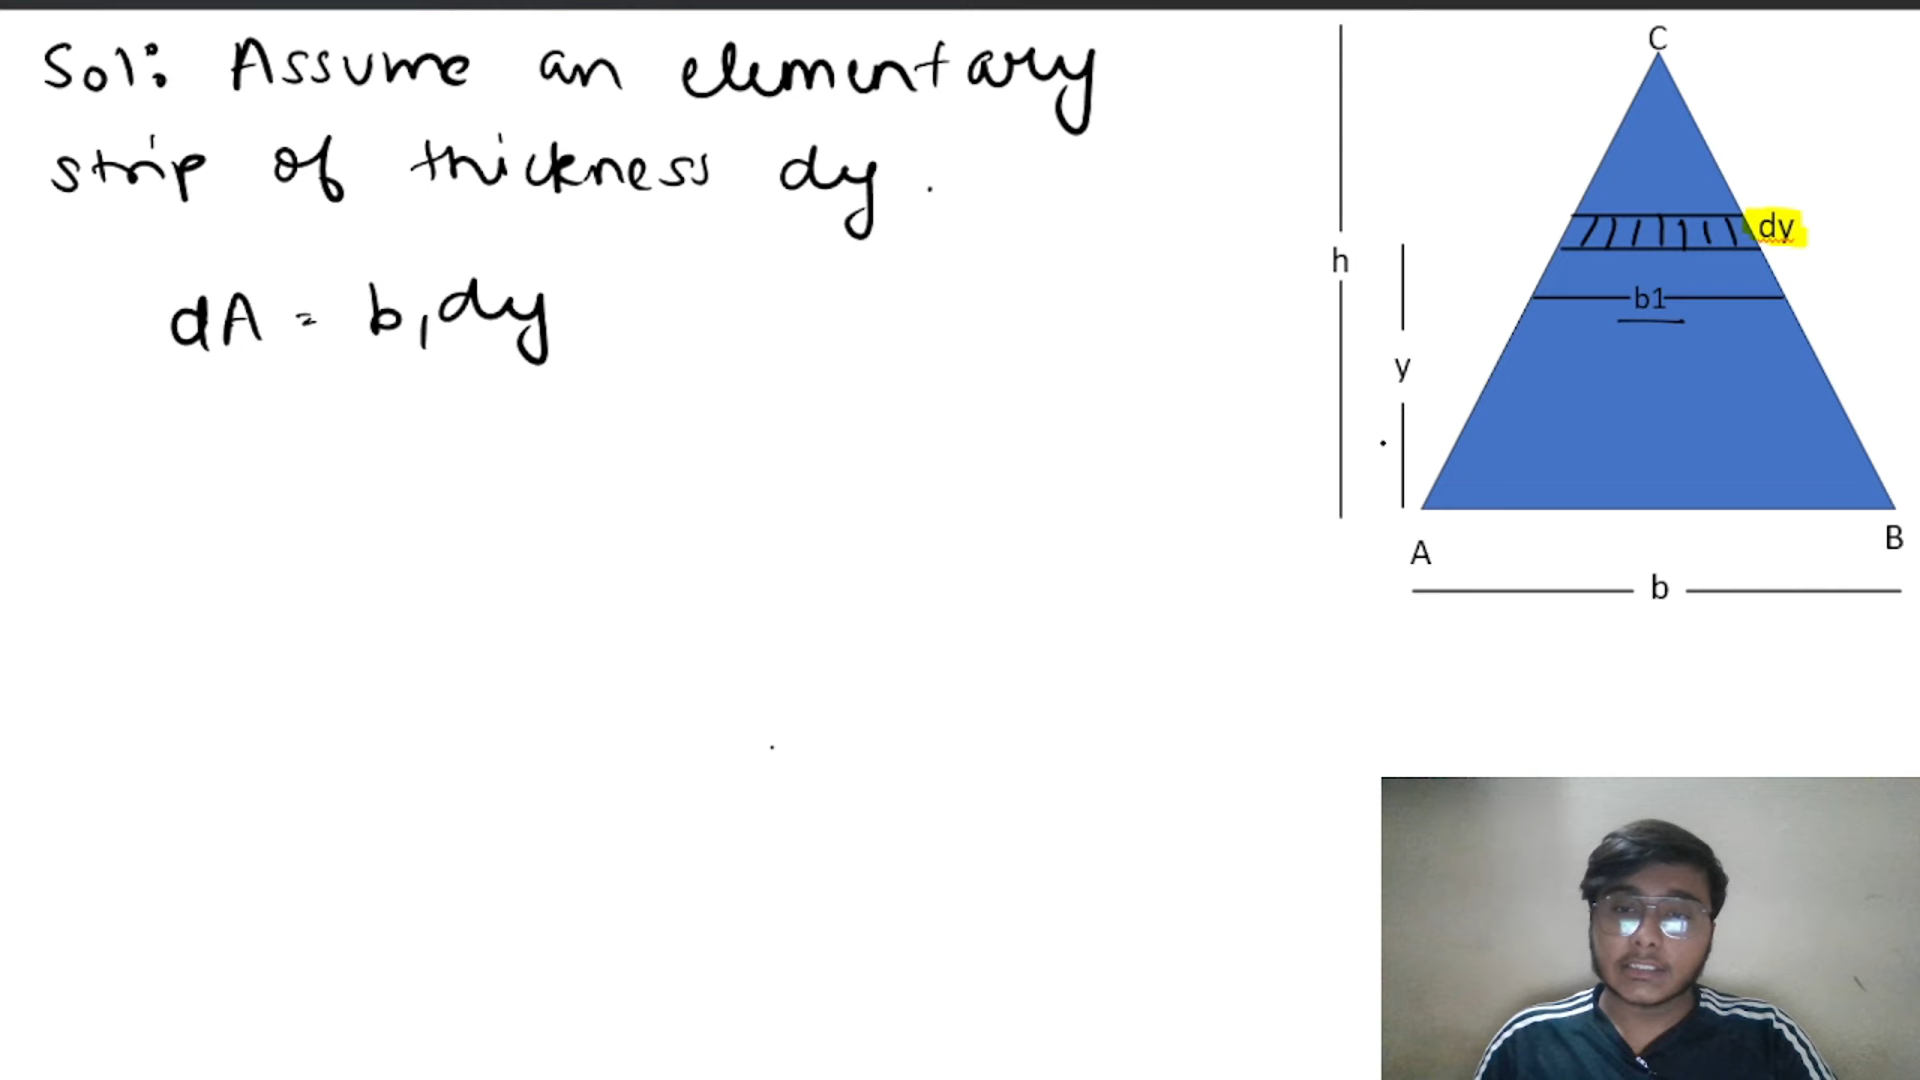 Sol: Assume an elementary
strip of thickness dy.
dA = b₁dy
C
dy
h
b1
y
A
B
b